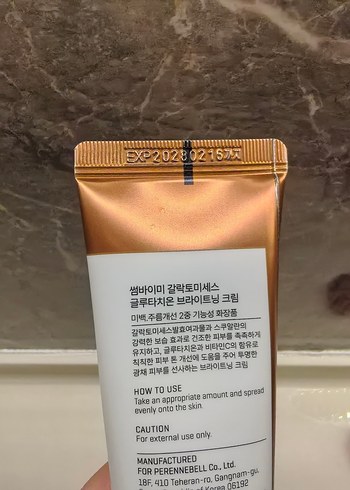 EXP20280216까지
썸바이미 갈락토미세스
글루타치온 브라이트닝 크림
미백,주름개선 2중 기능성 화장품
갈락토미세스발효여과물과 스쿠알란의
강력한 보습 효과로 건조한 피부를 촉촉하게
유지하고, 글루타치온과 비타민C의 함유로
칙칙한 피부 톤 개선에 도움을 주어 투명한
광채 피부를 선사하는 브라이트닝 크림
HOW TO USE
Take an appropriate amount and spread
evenly onto the skin.
CAUTION
For external use only.
MANUFACTURED
FOR PERENNEBELL Co., Ltd.
18F, 410 Teheran-ro, Gangnam-gu,
of Korea 06192